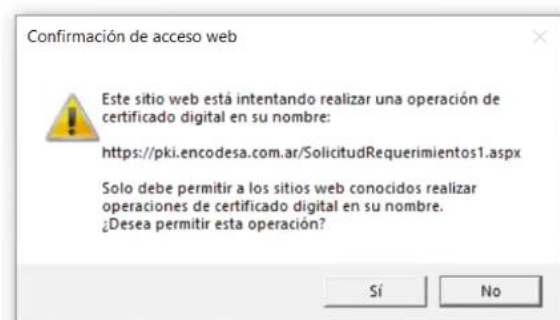 Confirmación de acceso web
Este sitio web está intentando realizar una operación de
certificado digital en su nombre:
https://pki.encodesa.com.ar/SolicitudRequerimientos1.aspx
Solo debe permitir a los sitios web conocidos realizar
operaciones de certificado digital en su nombre.
¿Desea permitir esta operación?
Sí
No